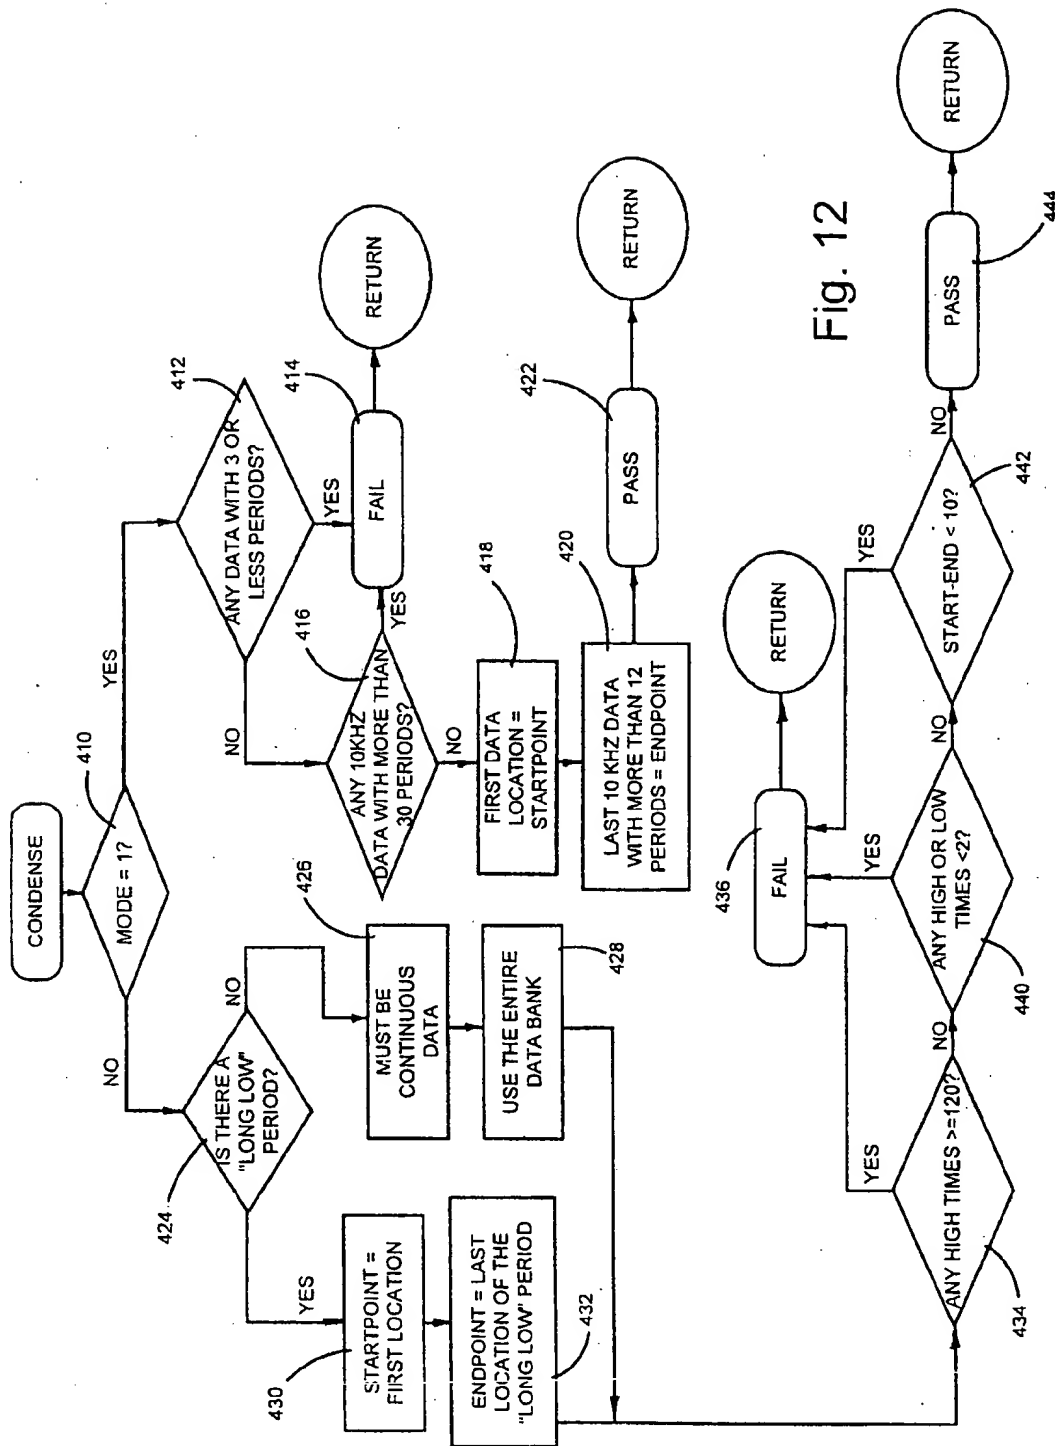 CONDENSE
410
MODE = 1?
YES
NO
412
ANY DATA WITH 3 OR
LESS PERIODS?
YES
NO
414
FAIL
RETURN
416
ANY 10KHZ
DATA WITH MORE THAN
30 PERIODS?
YES
NO
418
FIRST DATA
LOCATION =
STARTPOINT
420
LAST 10 KHZ DATA
WITH MORE THAN 12
PERIODS = ENDPOINT
422
PASS
RETURN
424
IS THERE A
"LONG LOW"
PERIOD?
NO
YES
426
MUST BE
CONTINUOUS
DATA
428
USE THE ENTIRE
DATA BANK
430
STARTPOINT =
FIRST LOCATION
432
ENDPOINT = LAST
LOCATION OF THE
"LONG LOW" PERIOD
434
ANY HIGH TIMES >=120?
YES
NO
436
FAIL
RETURN
440
ANY HIGH OR LOW
TIMES <2?
YES
NO
442
START-END < 10?
YES
NO
444
PASS
RETURN
Fig. 12